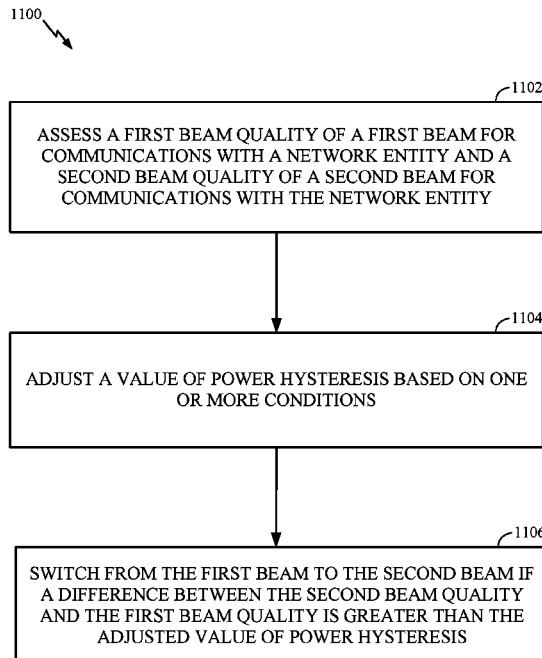 1100
1102
ASSESS A FIRST BEAM QUALITY OF A FIRST BEAM FOR
COMMUNICATIONS WITH A NETWORK ENTITY AND A
SECOND BEAM QUALITY OF A SECOND BEAM FOR
COMMUNICATIONS WITH THE NETWORK ENTITY
1104
ADJUST A VALUE OF POWER HYSTERESIS BASED ON ONE
OR MORE CONDITIONS
1106
SWITCH FROM THE FIRST BEAM TO THE SECOND BEAM IF
A DIFFERENCE BETWEEN THE SECOND BEAM QUALITY
AND THE FIRST BEAM QUALITY IS GREATER THAN THE
ADJUSTED VALUE OF POWER HYSTERESIS